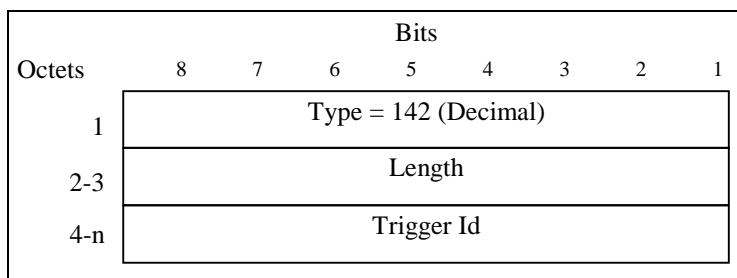 Bits
Octets 8 7 6 5 4 3 2 1
1 Type = 142 (Decimal)
2-3 Length
4-n Trigger Id